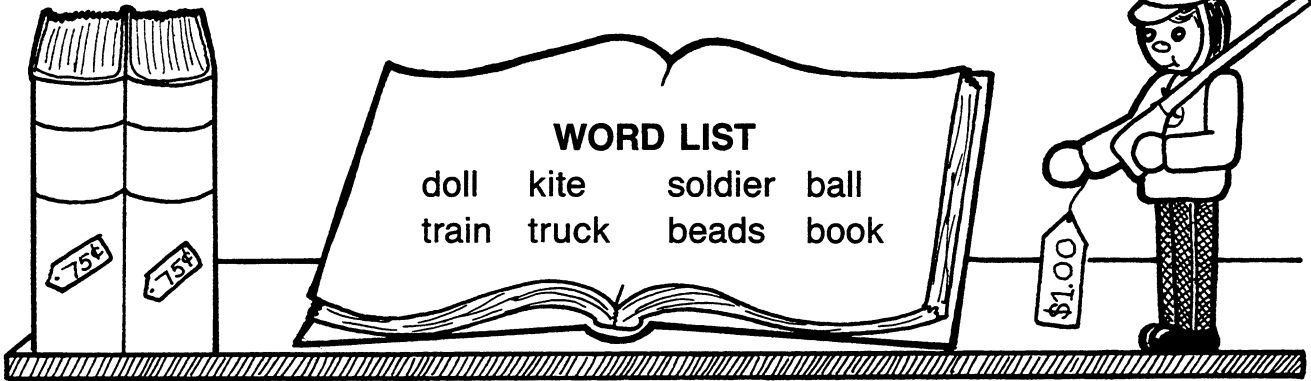 WORD LIST
doll kite soldier ball
train truck beads book
75¢
75¢
$1.00